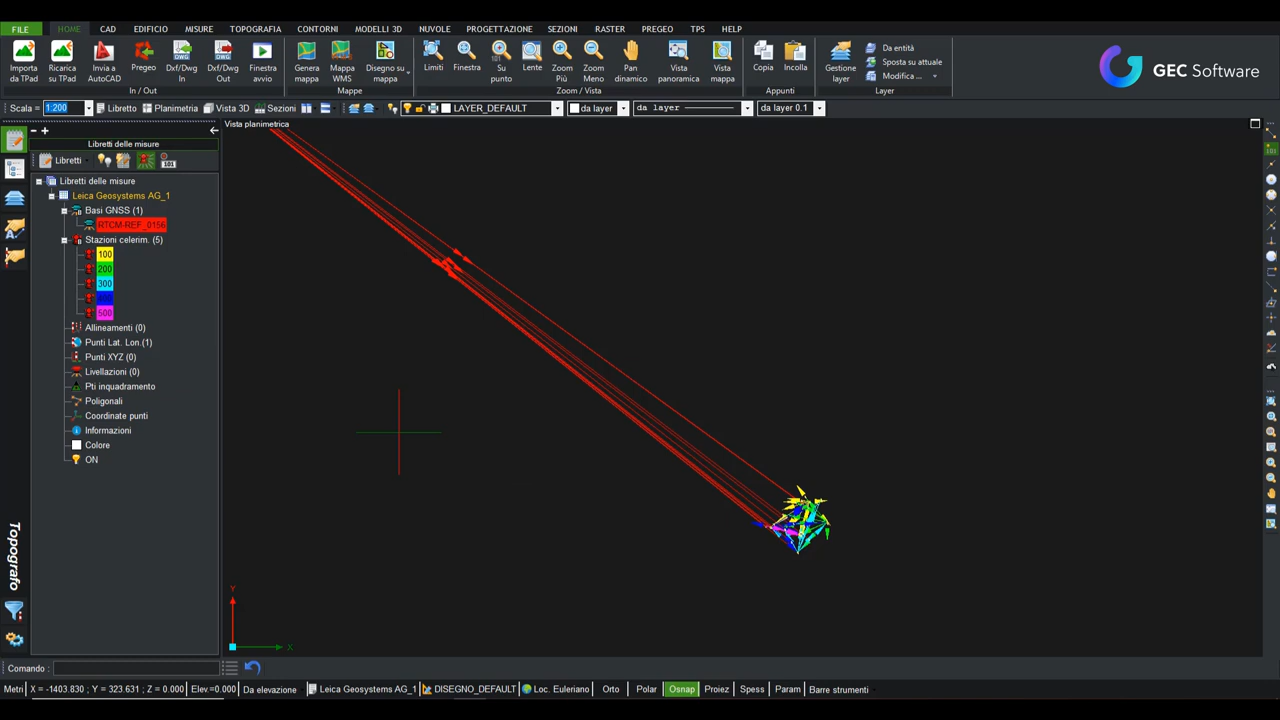 FILE HOME CAD EDIFICIO MISURE TOPOGRAFIA CONTORNI MODELLI 3D NUVOLE PROGETTAZIONE SEZIONI RASTER PREGEO TPS HELP
Importa da TPad
Ricarica su TPad
Invia a AutoCAD
Pregeo
Dxf/Dwg In
Dxf/Dwg Out
Finestra avvio
Genera mappa
Mappa WMS
Disegno su mappa
Limiti
Finestra
Su punto
Lente
Zoom Più
Zoom Meno
Pan dinamico
Vista panoramica
Vista mappa
Copia
Incolla
Gestione layer
Da entità
Sposta su attuale
Modifica ...
In / Out
Mappe
Zoom / Vista
Appunti
Layer
GEC Software
Scala = 1:200 Libretto Planimetria Vista 3D Sezioni LAYER_DEFAULT da layer da layer da layer 0.1
Vista planimetrica
Libretti delle misure
Libretti
Libretti delle misure
Leica Geosystems AG_1
Basi GNSS (1)
RTCM-REF_0156
Stazioni celerim. (5)
100
200
300
400
500
Allineamenti (0)
Punti Lat. Lon.(1)
Punti XYZ (0)
Livellazioni (0)
Pti inquadramento
Poligonali
Coordinate punti
Informazioni
Colore
ON
Topografo
Y
X
Comando :
Metri X = -1403.830 ; Y = 323.631 ; Z = 0.000 Elev.=0.000 Da elevazione Leica Geosystems AG_1 DISEGNO_DEFAULT Loc. Euleriano Orto Polar Osnap Proiez Spess Param Barre strumenti